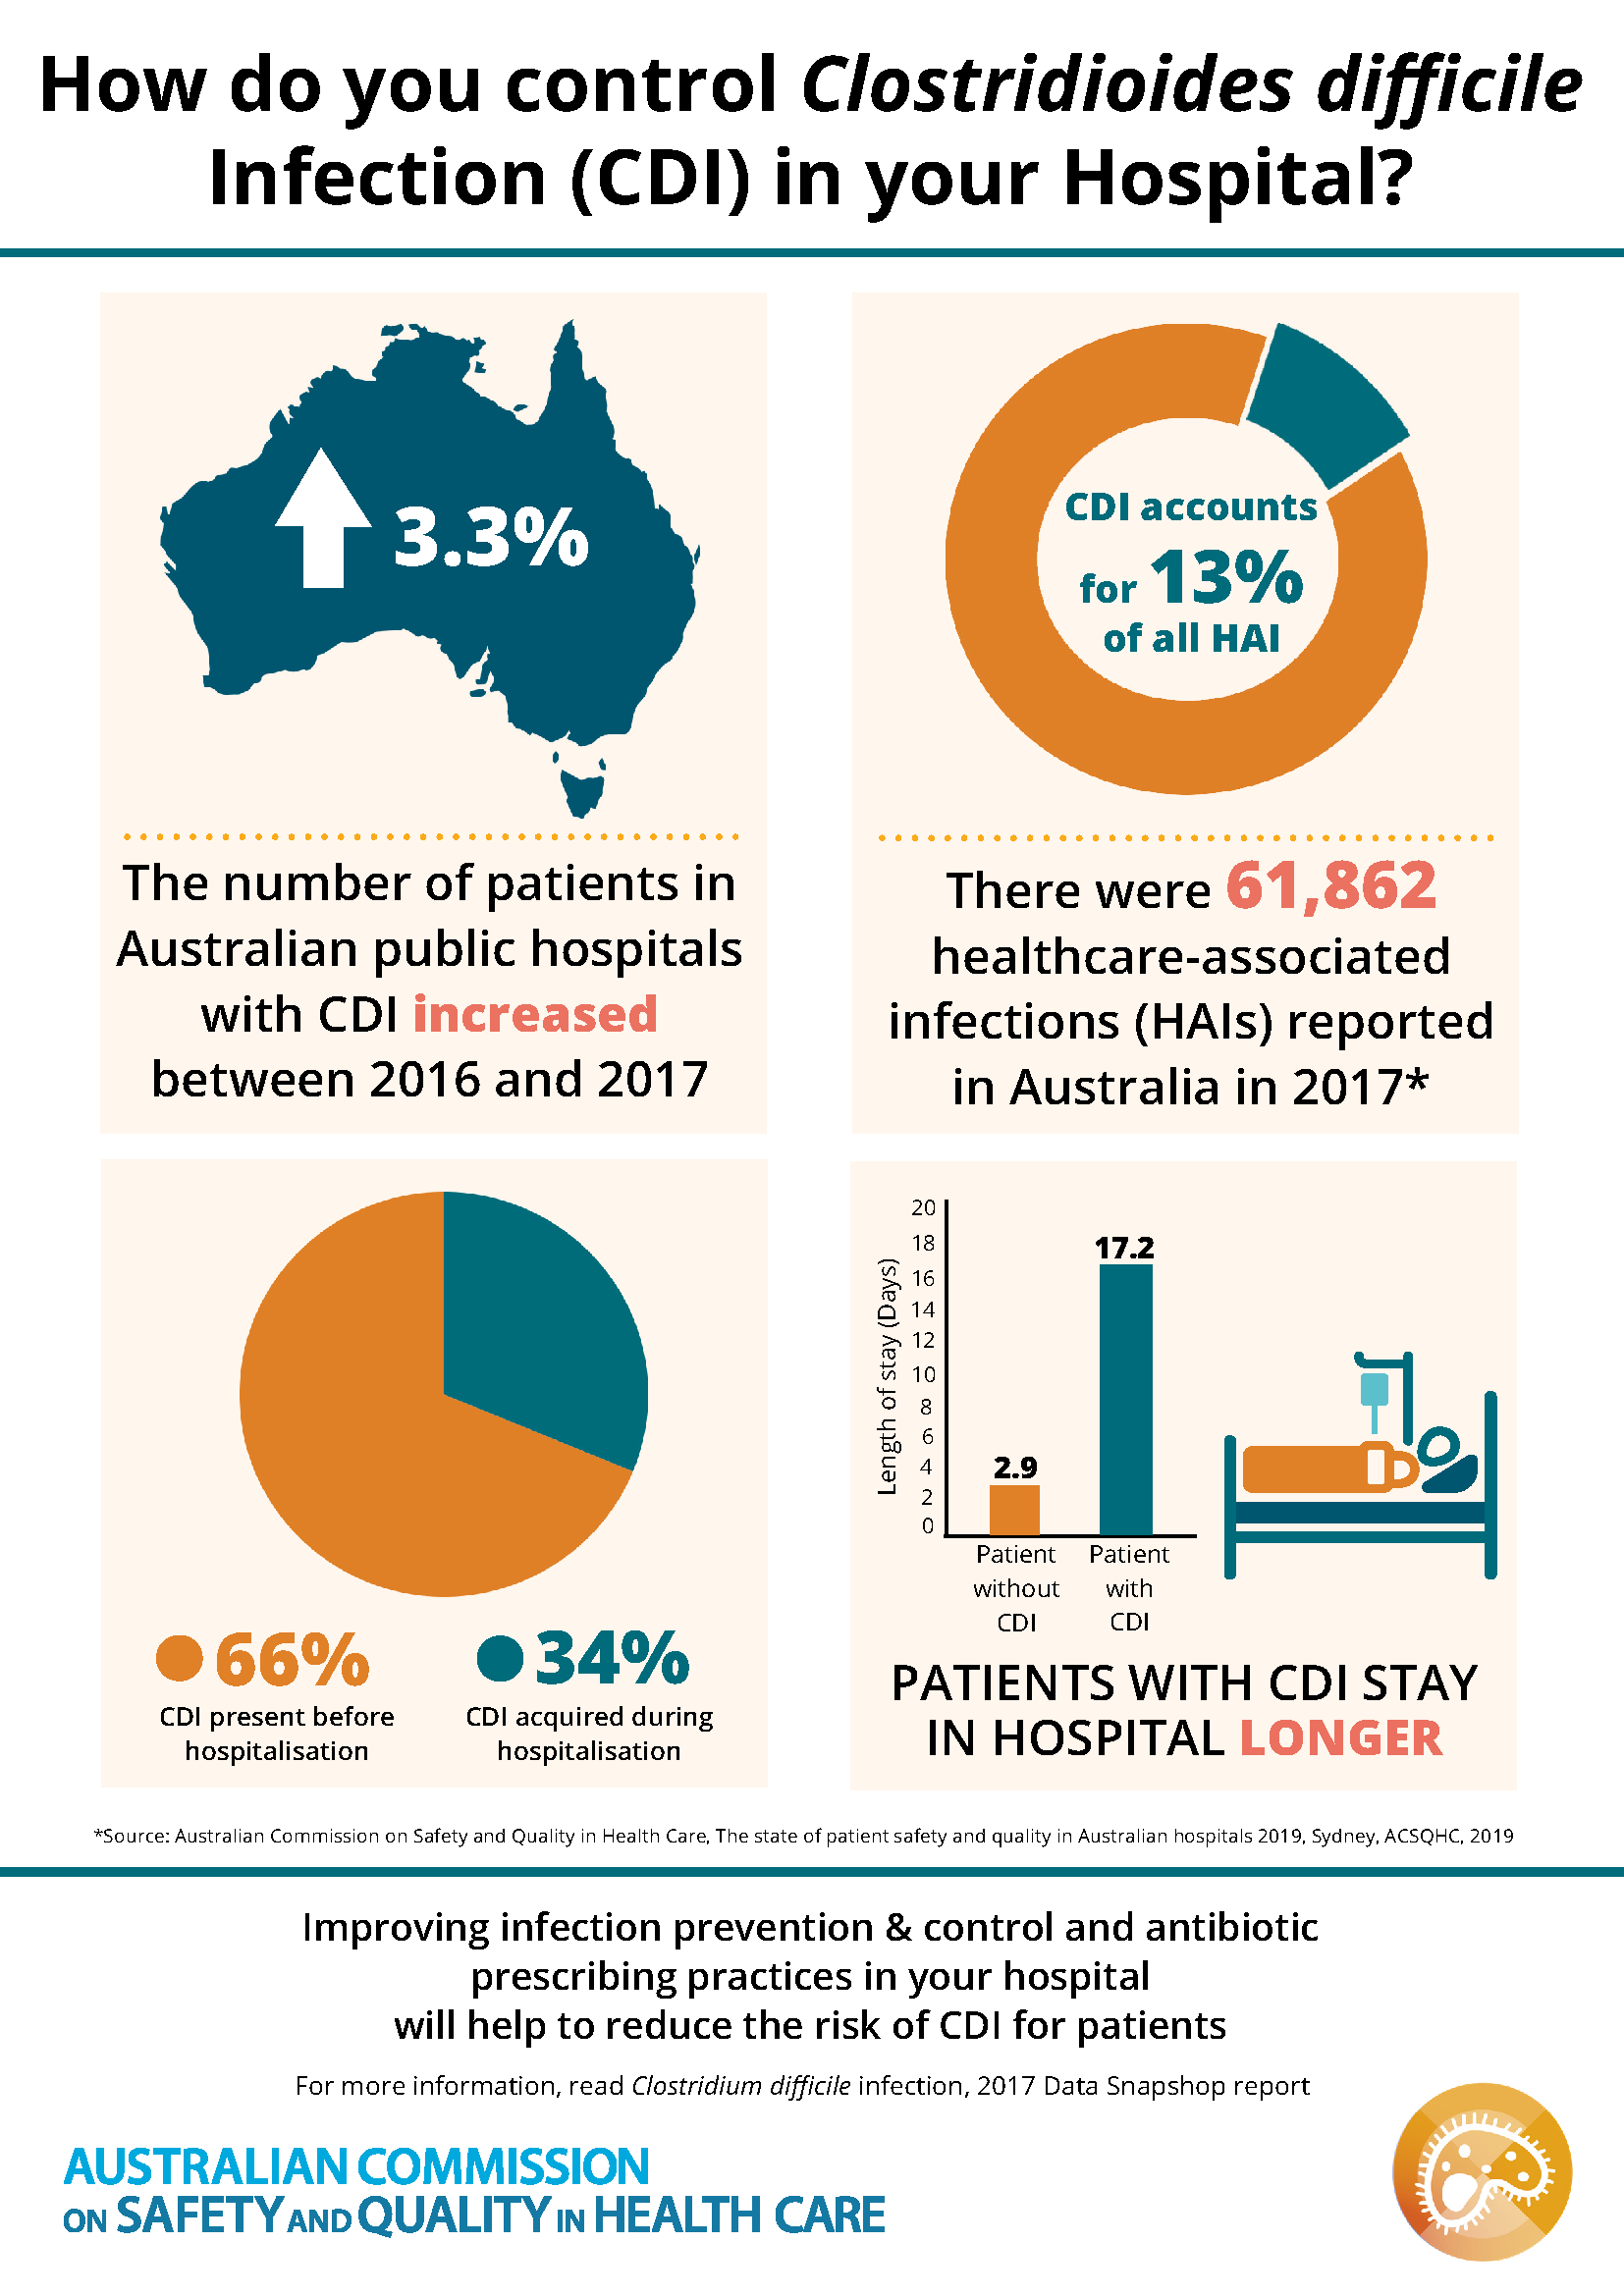 How do you control Clostridioides difficile
Infection (CDI) in your Hospital?
3.3%
The number of patients in
Australian public hospitals
with CDI increased
between 2016 and 2017
CDI accounts
for 13%
of all HAI
There were 61,862
healthcare-associated
infections (HAIs) reported
in Australia in 2017*
66%
CDI present before
hospitalisation
34%
CDI acquired during
hospitalisation
Length of stay (Days)
20
18
16
14
12
10
8
6
4
2
0
2.9
17.2
Patient
without
CDI
Patient
with
CDI
PATIENTS WITH CDI STAY
IN HOSPITAL LONGER
*Source: Australian Commission on Safety and Quality in Health Care, The state of patient safety and quality in Australian hospitals 2019, Sydney, ACSQHC, 2019
Improving infection prevention & control and antibiotic
prescribing practices in your hospital
will help to reduce the risk of CDI for patients
For more information, read Clostridium difficile infection, 2017 Data Snapshop report
AUSTRALIAN COMMISSION
ON SAFETY AND QUALITY IN HEALTH CARE